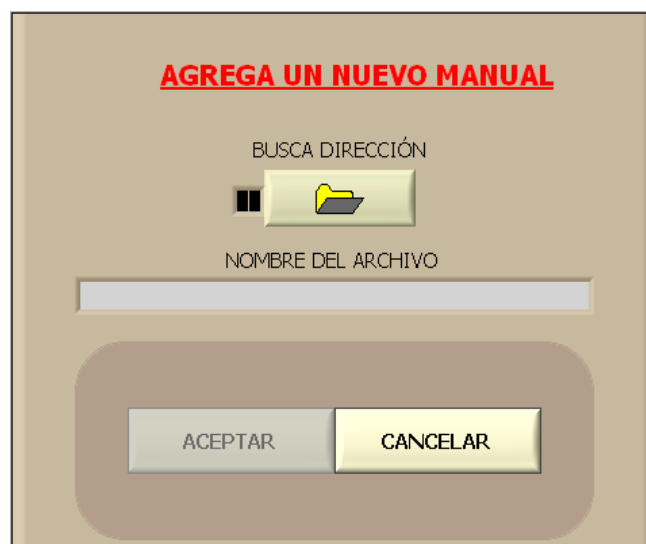 AGREGA UN NUEVO MANUAL
BUSCA DIRECCIÓN
NOMBRE DEL ARCHIVO
ACEPTAR
CANCELAR